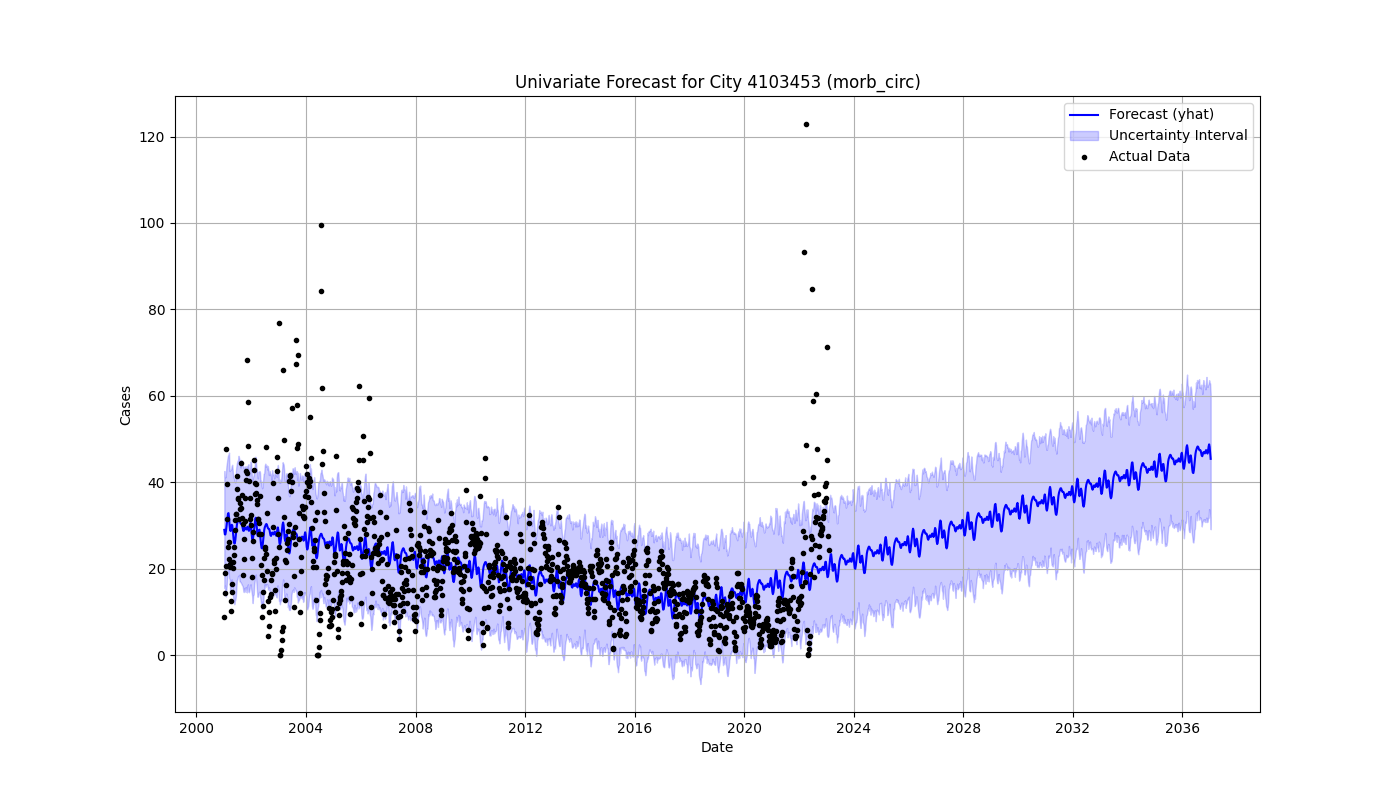 Univariate Forecast for City 4103453 (morb_circ)
Forecast (yhat)
Uncertainty Interval
Actual Data
Cases
120
100
80
60
40
20
0
2000 2004 2008 2012 2016 2020 2024 2028 2032 2036
Date